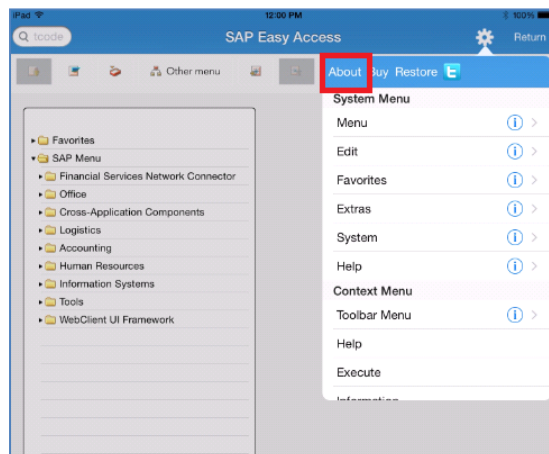 iPad 12:00 PM 100%
tcode SAP Easy Access Return
Other menu
About Buy Restore
System Menu
Menu
Edit
Favorites
Extras
System
Help
Context Menu
Toolbar Menu
Help
Execute
Information
Favorites
SAP Menu
Financial Services Network Connector
Office
Cross-Application Components
Logistics
Accounting
Human Resources
Information Systems
Tools
WebClient UI Framework